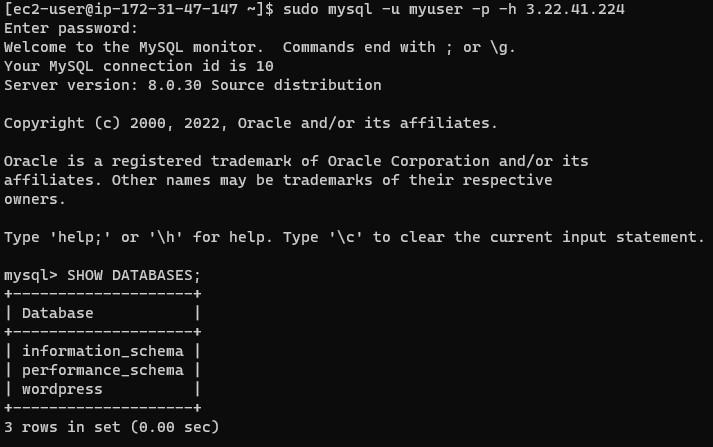 [ec2-user@ip-172-31-47-147 ~]$ sudo mysql -u myuser -p -h 3.22.41.224
Enter password:
Welcome to the MySQL monitor.  Commands end with ; or \g.
Your MySQL connection id is 10
Server version: 8.0.30 Source distribution

Copyright (c) 2000, 2022, Oracle and/or its affiliates.

Oracle is a registered trademark of Oracle Corporation and/or its
affiliates. Other names may be trademarks of their respective
owners.

Type 'help;' or '\h' for help. Type '\c' to clear the current input statement.

mysql> SHOW DATABASES;
+--------------------+
| Database           |
+--------------------+
| information_schema |
| performance_schema |
| wordpress          |
+--------------------+
3 rows in set (0.00 sec)